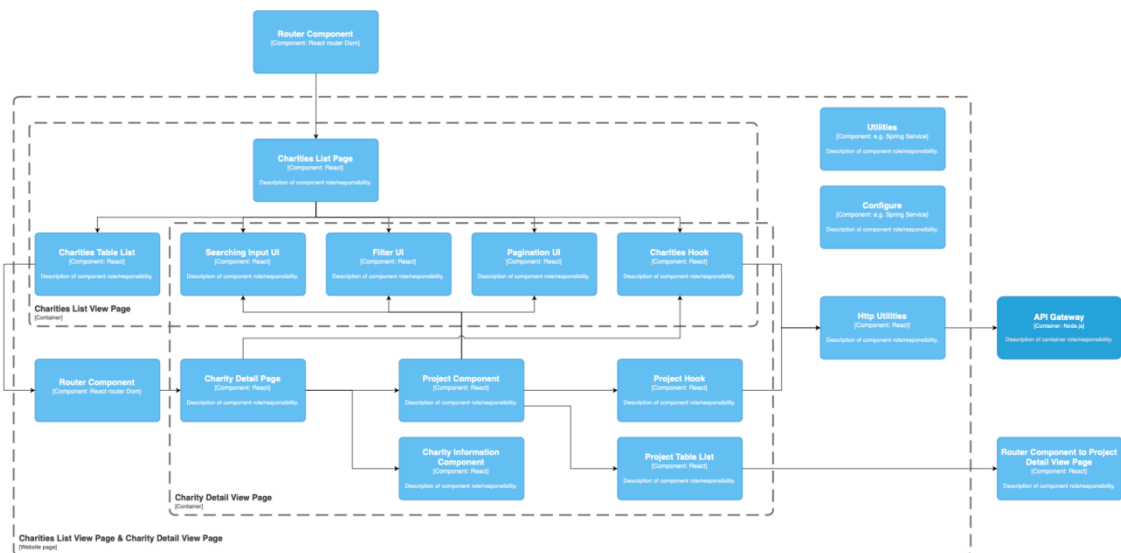 Router Component
[Component: React router Dom]
Charities List Page
[Component: React]
Description of component role/responsibility.
Utilities
[Component: e.g. Spring Service]
Description of component role/responsibility.
Configure
[Component: e.g. Spring Service]
Description of component role/responsibility.
Charities Table List
[Component: React]
Description of component role/responsibility.
Searching Input UI
[Component: React]
Description of component role/responsibility.
Filter UI
[Component: React]
Description of component role/responsibility.
Pagination UI
[Component: React]
Description of component role/responsibility.
Charities Hook
[Component: React]
Description of component role/responsibility.
Charities List View Page
[Container]
Http Utilities
[Component: React]
Description of component role/responsibility.
API Gateway
[Container: Node.js]
Description of container role/responsibility.
Router Component
[Component: React router Dom]
Charity Detail Page
[Component: React]
Description of component role/responsibility.
Project Component
[Component: React]
Description of component role/responsibility.
Project Hook
[Component: React]
Description of component role/responsibility.
Charity Information
Component
[Component: React]
Description of component role/responsibility.
Project Table List
[Component: React]
Description of component role/responsibility.
Router Component to Project
Detail View Page
[Component: React]
Description of component role/responsibility.
Charity Detail View Page
[Container]
Charities List View Page & Charity Detail View Page
[Website page]